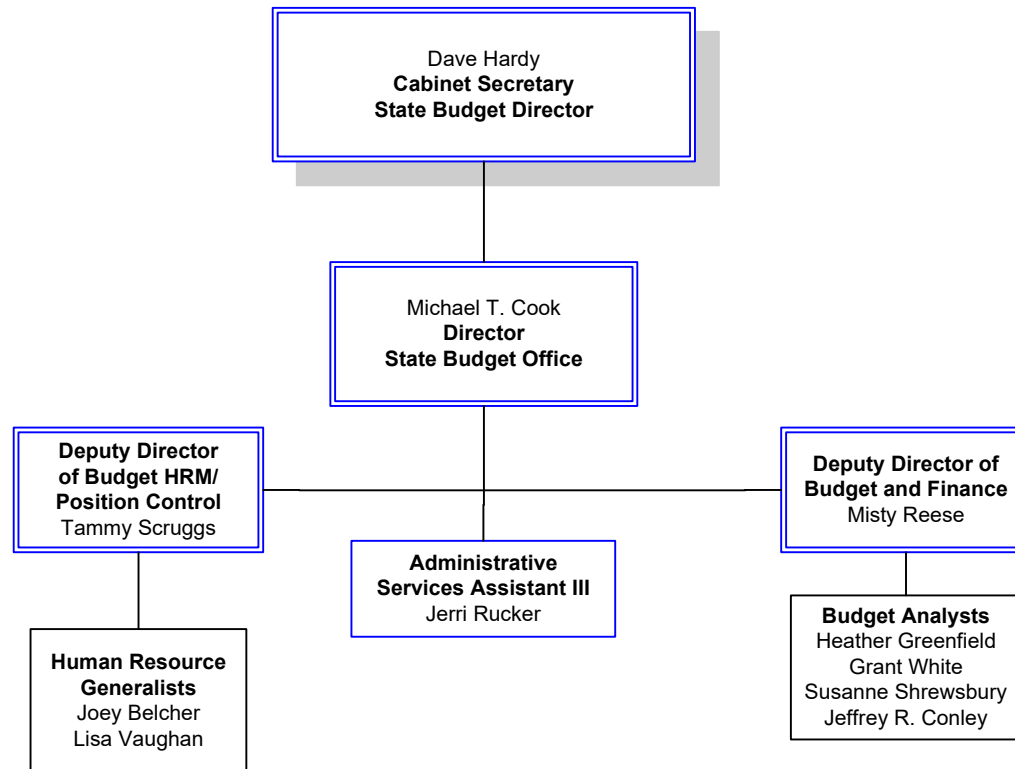 Dave Hardy
Cabinet Secretary
State Budget Director
Michael T. Cook
Director
State Budget Office
Deputy Director
of Budget HRM/
Position Control
Tammy Scruggs
Administrative
Services Assistant III
Jerri Rucker
Deputy Director of
Budget and Finance
Misty Reese
Human Resource
Generalists
Joey Belcher
Lisa Vaughan
Budget Analysts
Heather Greenfield
Grant White
Susanne Shrewsbury
Jeffrey R. Conley